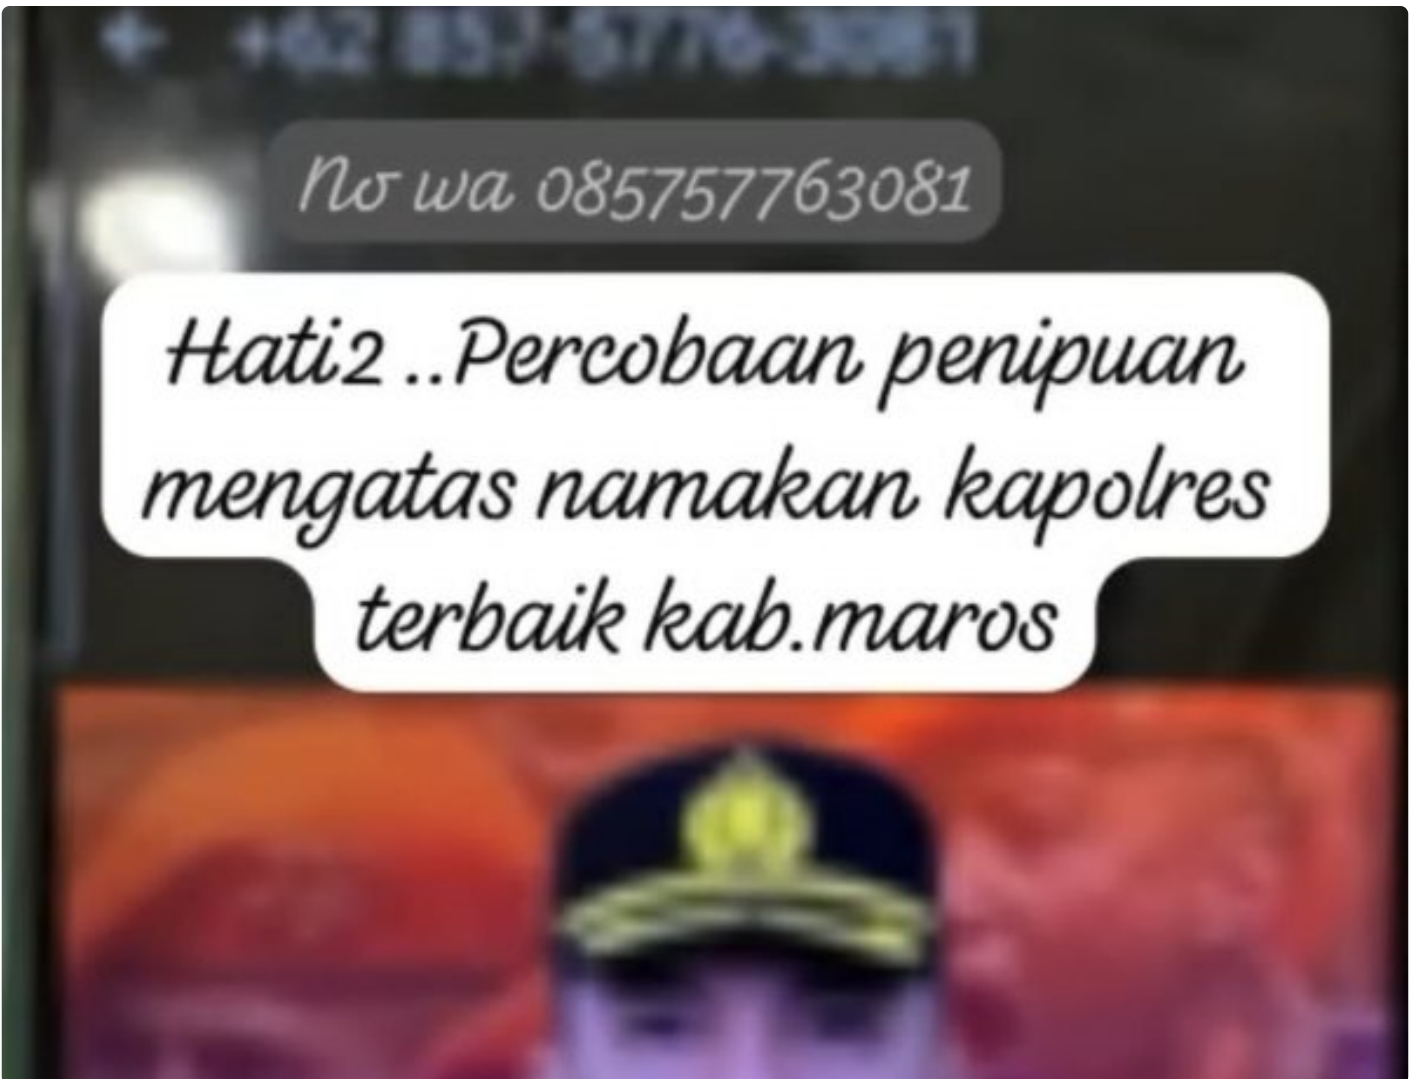 No wa 085757763081
Hati2 ..Percobaan penipuan
mengatas namakan kapolres
terbaik kab.maros